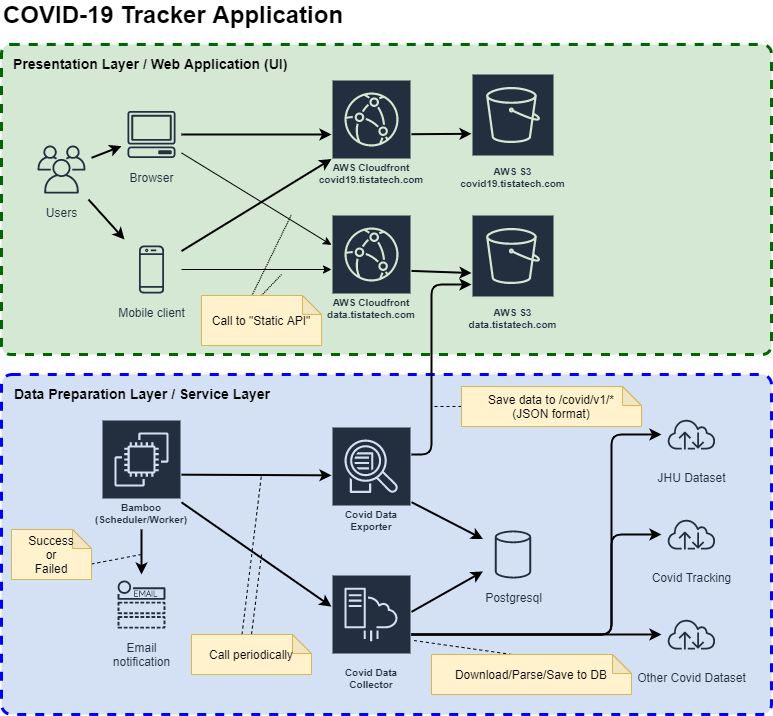 COVID-19 Tracker Application
Presentation Layer / Web Application (UI)
Users
Browser
Mobile client
AWS Cloudfront
covid19.tistatech.com
AWS S3
covid19.tistatech.com
AWS Cloudfront
data.tistatech.com
AWS S3
data.tistatech.com
Call to "Static API"
Data Preparation Layer / Service Layer
Save data to /covid/v1/*
(JSON format)
Bamboo
(Scheduler/Worker)
Covid Data
Exporter
JHU Dataset
Success
or
Failed
EMAIL
Email
notification
Postgresql
Covid Tracking
Call periodically
Covid Data
Collector
Download/Parse/Save to DB
Other Covid Dataset